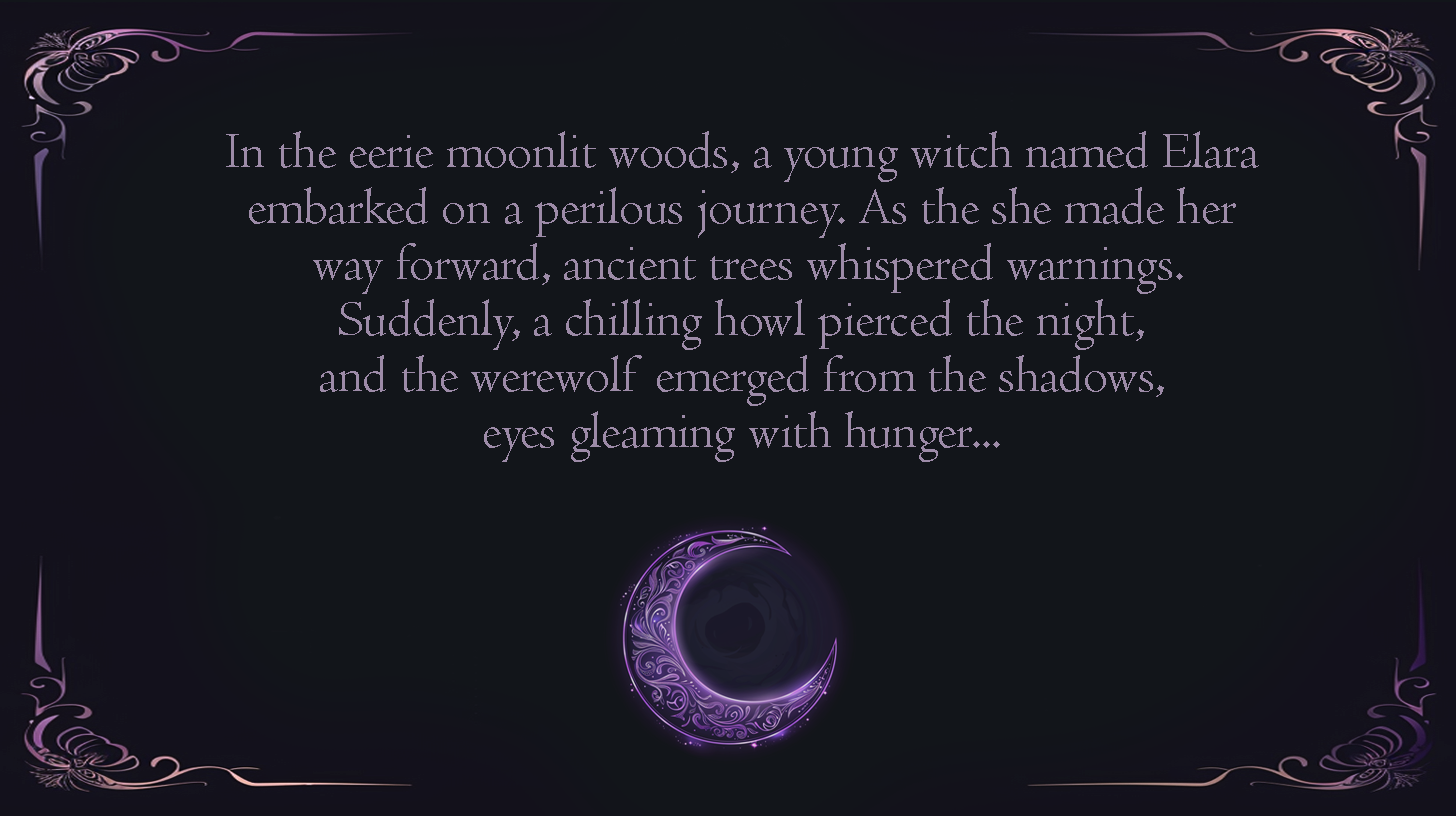 In the eerie moonlit woods, a young witch named Elara
embarked on a perilous journey. As the she made her
way forward, ancient trees whispered warnings.
Suddenly, a chilling howl pierced the night,
and the werewolf emerged from the shadows,
eyes gleaming with hunger...